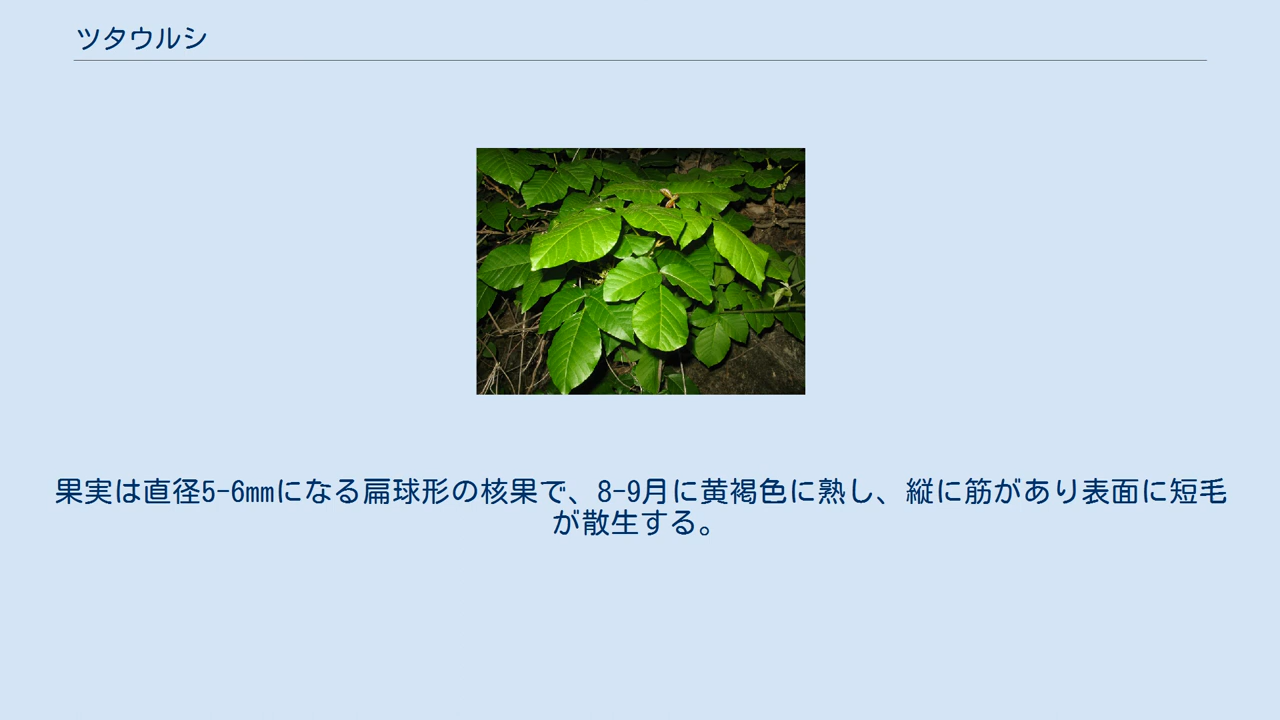 ツタウルシ
果実は直径5-6mmになる扁球形の核果で、8-9月に黄褐色に熟し、縦に筋があり表面に短毛
が散生する。